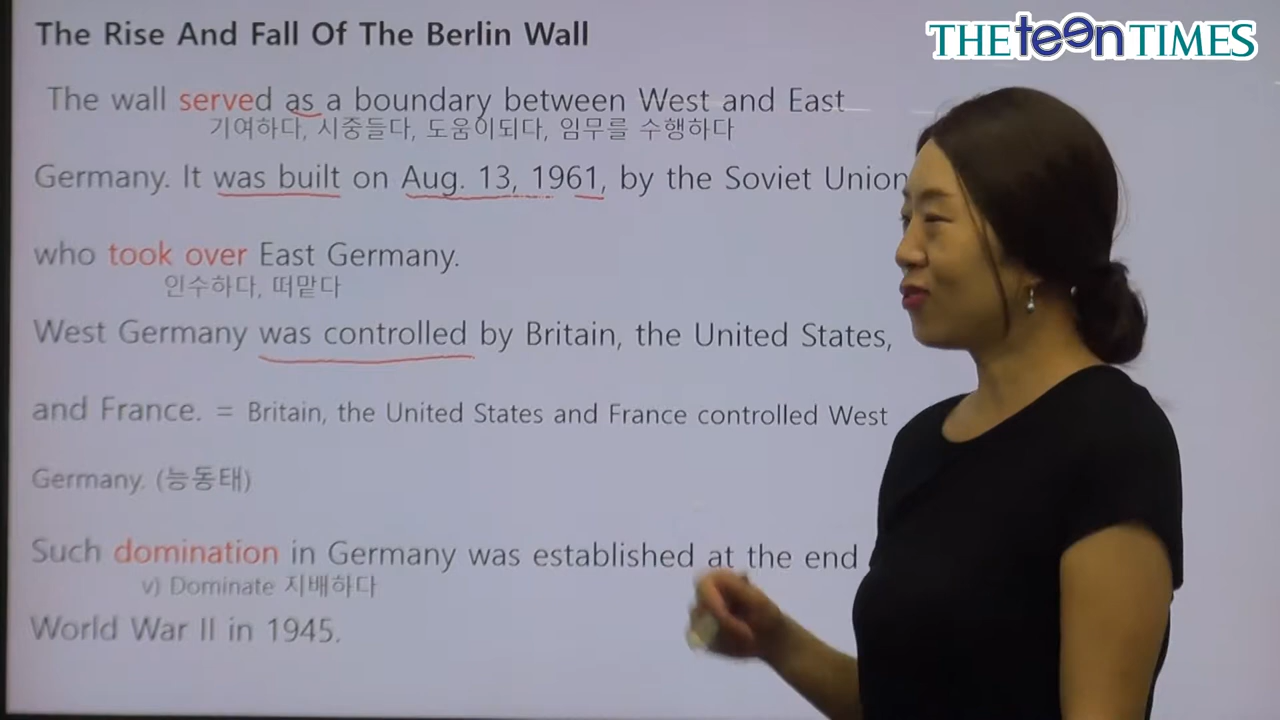 The Rise And Fall Of The Berlin Wall
THE teen TIMES
The wall served as a boundary between West and East
기여하다, 시중들다, 도움이되다, 임무를 수행하다
Germany. It was built on Aug. 13, 1961, by the Soviet Union
who took over East Germany.
인수하다, 떠맡다
West Germany was controlled by Britain, the United States,
and France. = Britain, the United States and France controlled West
Germany. (능동태)
Such domination in Germany was established at the end
v) Dominate 지배하다
World War II in 1945.